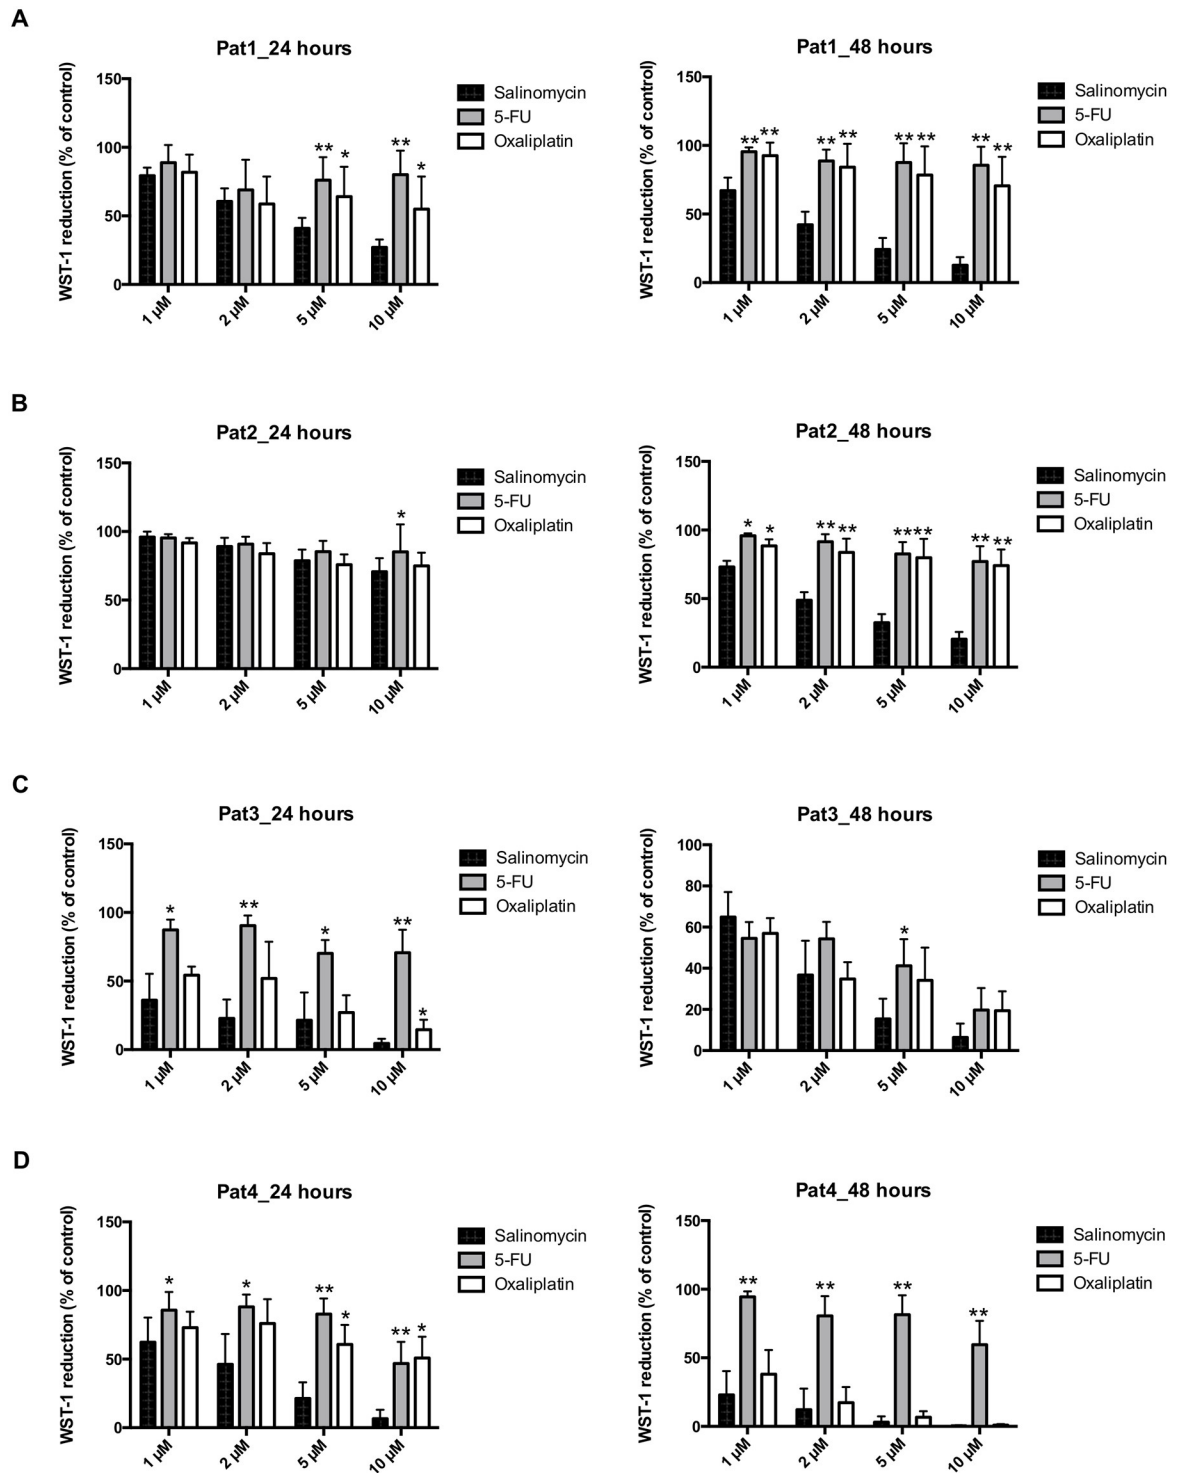 A
Pat1_24 hours
WST-1 reduction (% of control)
150
100
50
0
** * ** *
1 µM 2 µM 5 µM 10 µM
Salinomycin
5-FU
Oxaliplatin
Pat1_48 hours
WST-1 reduction (% of control)
150
100
50
0
** ** ** ** ** ** ** **
1 µM 2 µM 5 µM 10 µM
Salinomycin
5-FU
Oxaliplatin
B
Pat2_24 hours
WST-1 reduction (% of control)
150
100
50
0
*
1 µM 2 µM 5 µM 10 µM
Salinomycin
5-FU
Oxaliplatin
Pat2_48 hours
WST-1 reduction (% of control)
150
100
50
0
* * ** ** ** ** ** **
1 µM 2 µM 5 µM 10 µM
Salinomycin
5-FU
Oxaliplatin
C
Pat3_24 hours
WST-1 reduction (% of control)
150
100
50
0
* ** * ** *
1 µM 2 µM 5 µM 10 µM
Salinomycin
5-FU
Oxaliplatin
Pat3_48 hours
WST-1 reduction (% of control)
100
80
60
40
20
0
*
1 µM 2 µM 5 µM 10 µM
Salinomycin
5-FU
Oxaliplatin
D
Pat4_24 hours
WST-1 reduction (% of control)
150
100
50
0
* * ** * ** *
1 µM 2 µM 5 µM 10 µM
Salinomycin
5-FU
Oxaliplatin
Pat4_48 hours
WST-1 reduction (% of control)
150
100
50
0
** ** ** **
1 µM 2 µM 5 µM 10 µM
Salinomycin
5-FU
Oxaliplatin